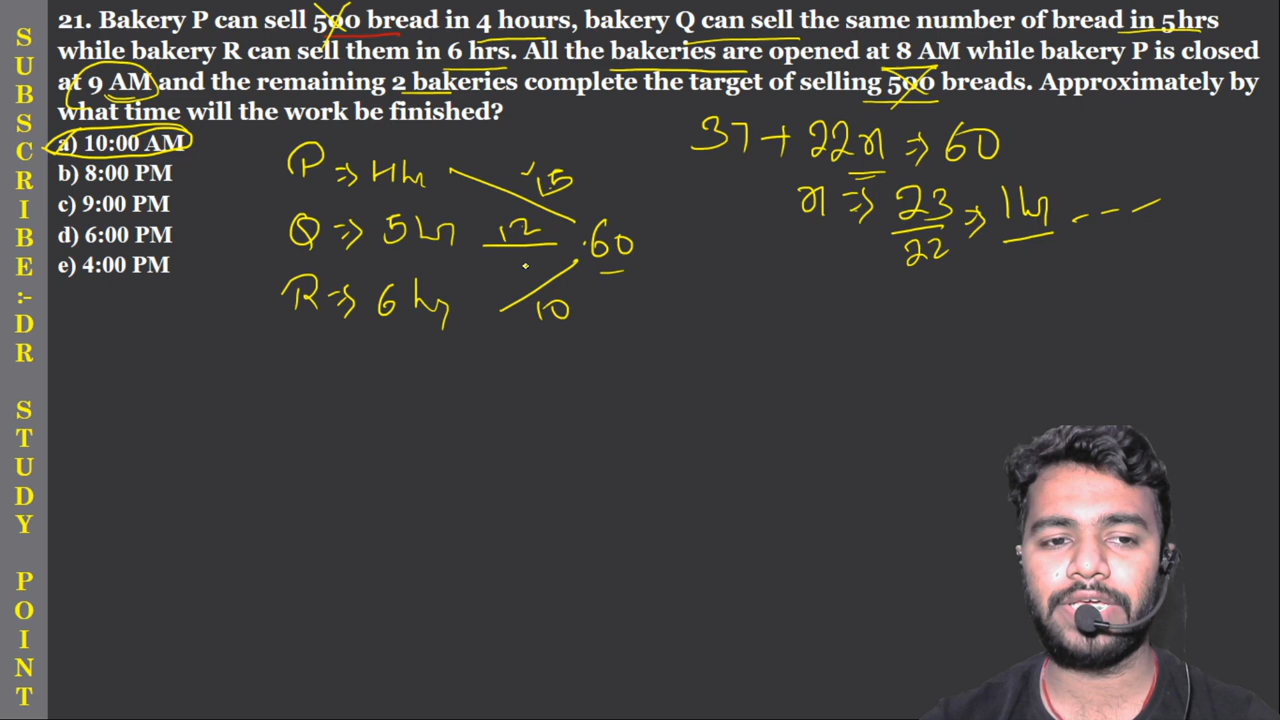 SUBSCRIBE:-DR STUDY POINT
21. Bakery P can sell 500 bread in 4 hours, bakery Q can sell the same number of bread in 5hrs
while bakery R can sell them in 6 hrs. All the bakeries are opened at 8 AM while bakery P is closed
at 9 AM and the remaining 2 bakeries complete the target of selling 500 breads. Approximately by
what time will the work be finished?
a) 10:00 AM
b) 8:00 PM
c) 9:00 PM
d) 6:00 PM
e) 4:00 PM
P => 4hr 15
Q => 5hr 12 60
R => 6hr 10
37 + 22x => 60
x => 23/22 => 1hr ---